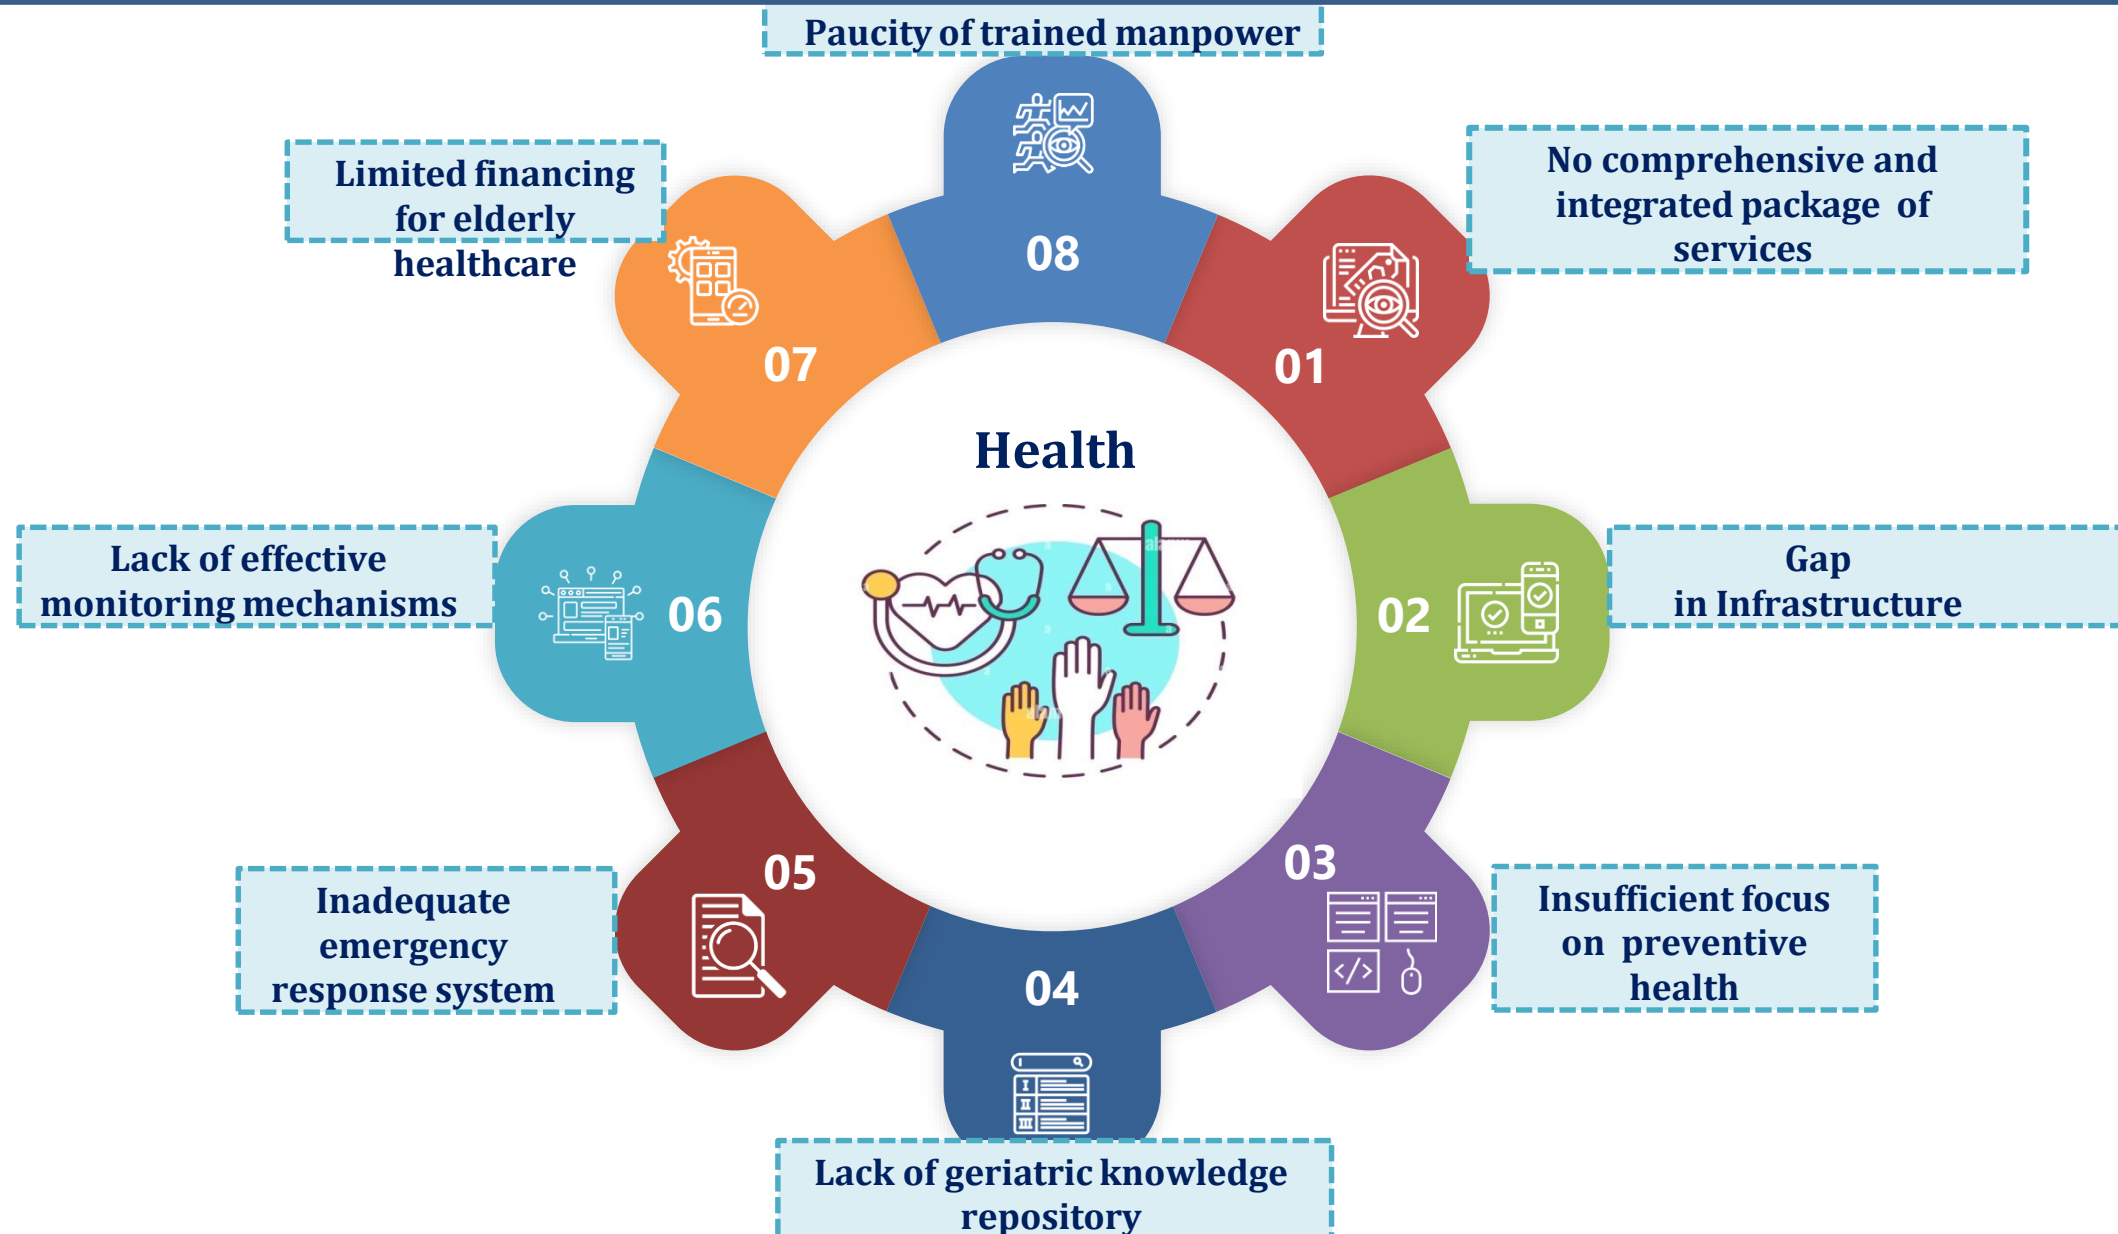 Paucity of trained manpower
08
No comprehensive and
integrated package of
services
01
Gap
in Infrastructure
02
Insufficient focus
on preventive
health
03
Lack of geriatric knowledge
repository
04
I
II
III
Inadequate
emergency
response system
05
Lack of effective
monitoring mechanisms
06
Limited financing
for elderly
healthcare
07
Health